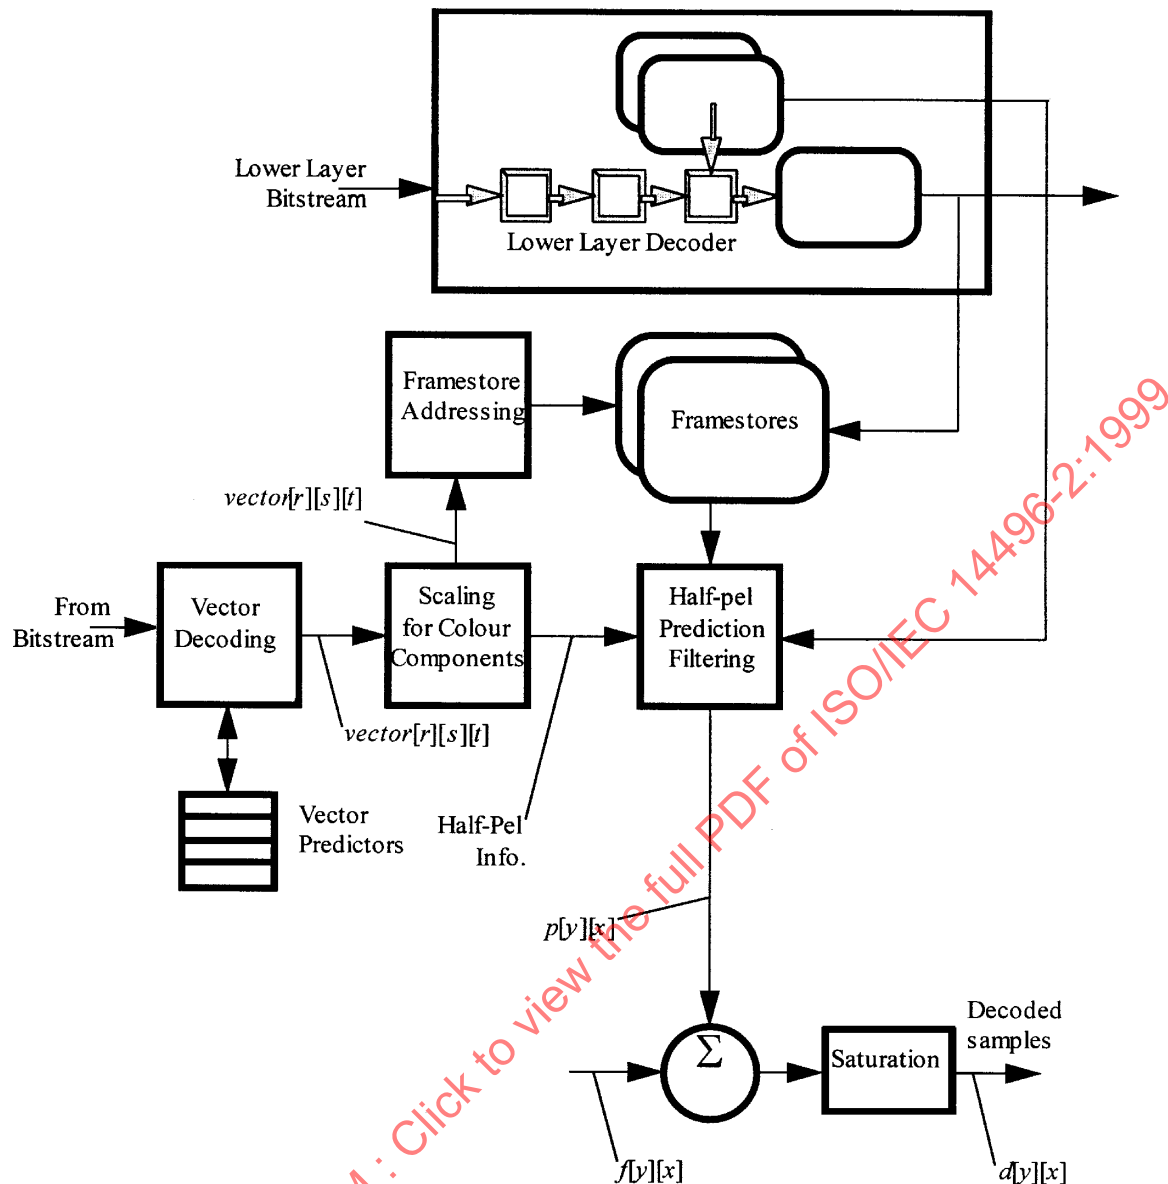 Lower Layer
Bitstream
Lower Layer Decoder
Framestore
Addressing
Framestores
vector[r][s][t]
From
Bitstream
Vector
Decoding
Scaling
for Colour
Components
Half-pel
Prediction
Filtering
vector[r][s][t]
Vector
Predictors
Half-Pel
Info.
p[y][x]
Σ
Saturation
Decoded
samples
f[y][x]
d[y][x]
: Click to view the full PDF of ISO/IEC 14496-2:1999